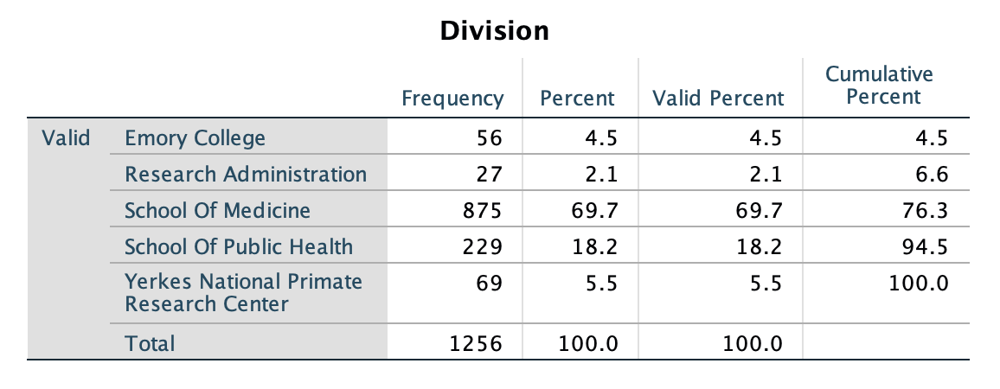 Division
Frequency Percent Valid Percent Cumulative Percent
Valid Emory College 56 4.5 4.5 4.5
Research Administration 27 2.1 2.1 6.6
School Of Medicine 875 69.7 69.7 76.3
School Of Public Health 229 18.2 18.2 94.5
Yerkes National Primate Research Center 69 5.5 5.5 100.0
Total 1256 100.0 100.0